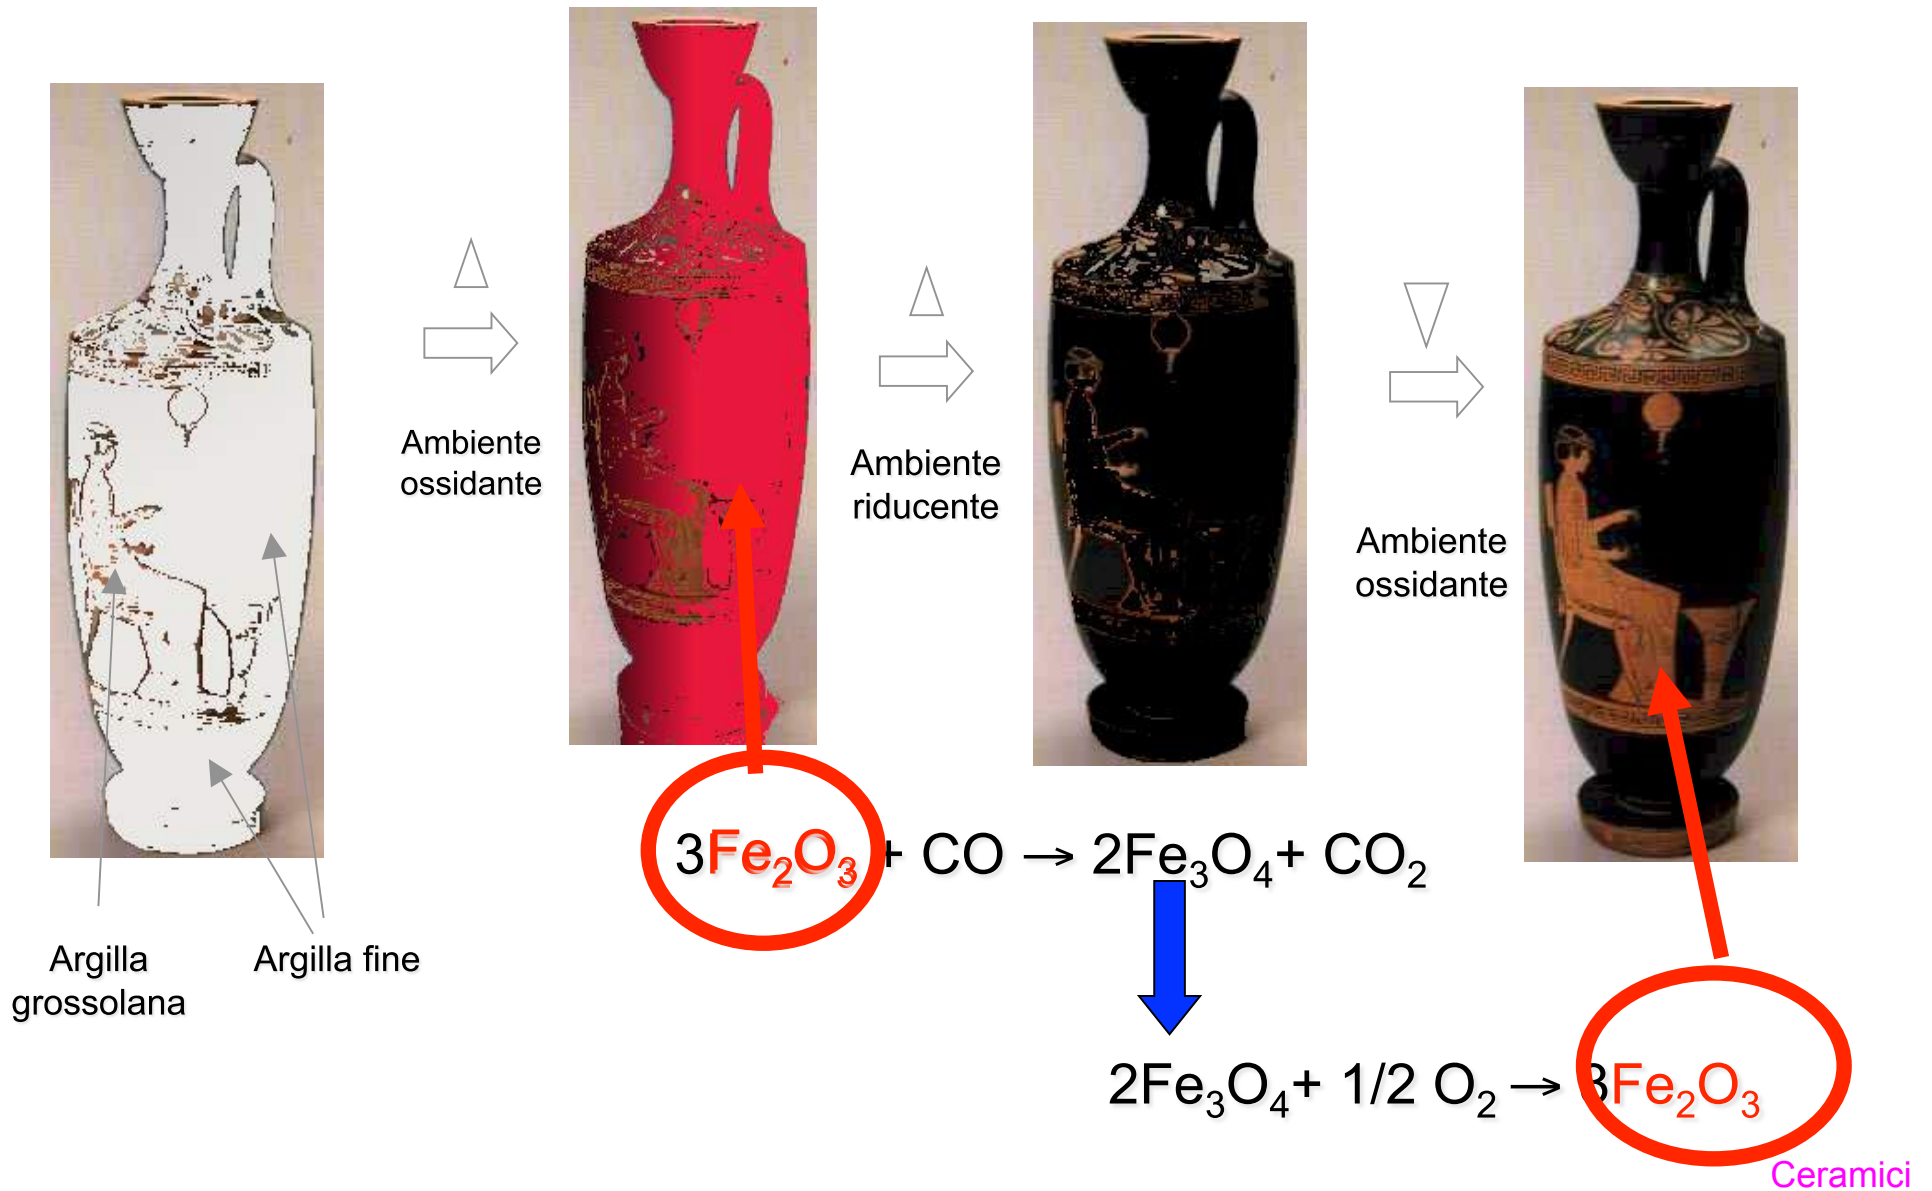 Ambiente
ossidante
Ambiente
riducente
Ambiente
ossidante
3Fe₂O₃ + CO → 2Fe₃O₄+ CO₂
Argilla
grossolana
Argilla fine
2Fe₃O₄+ 1/2 O₂ → 3Fe₂O₃
Ceramici